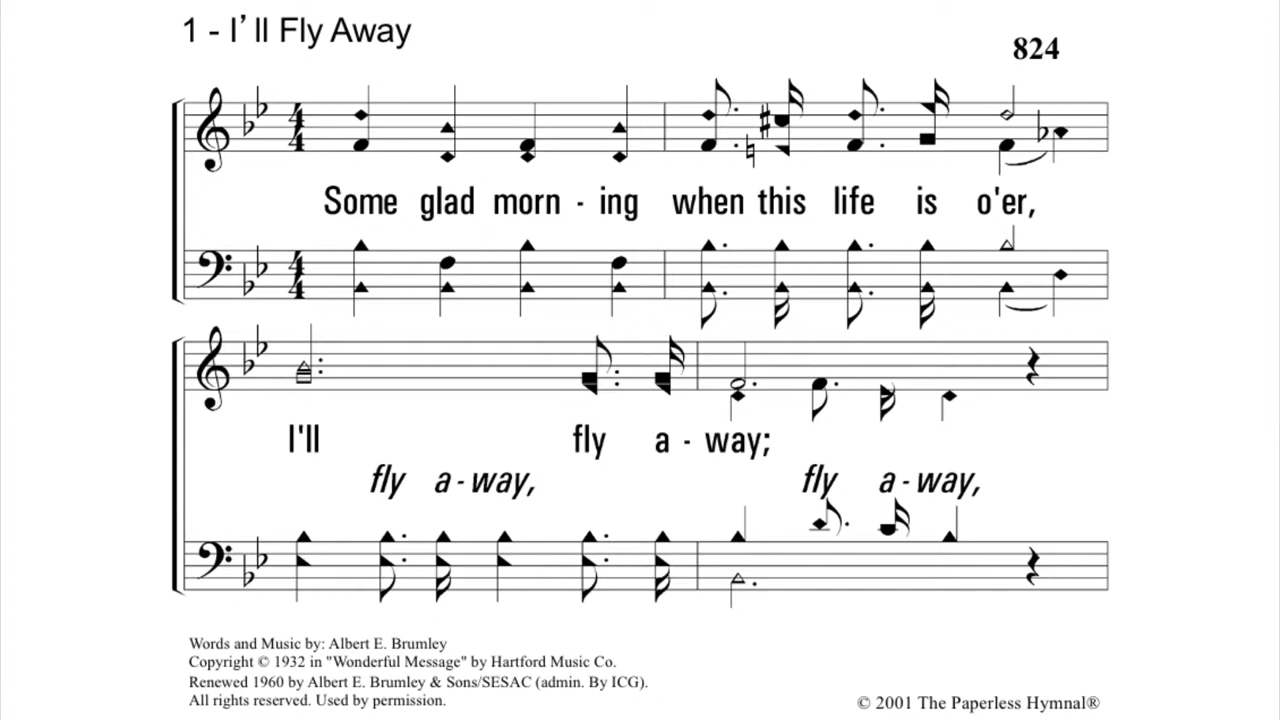 1 - I’ll Fly Away
824
Some glad morn - ing when this life is o'er,
I'll fly a - way;
fly a - way, fly a - way,
Words and Music by: Albert E. Brumley
Copyright © 1932 in "Wonderful Message" by Hartford Music Co.
Renewed 1960 by Albert E. Brumley & Sons/SESAC (admin. By ICG).
All rights reserved. Used by permission.
© 2001 The Paperless Hymnal®